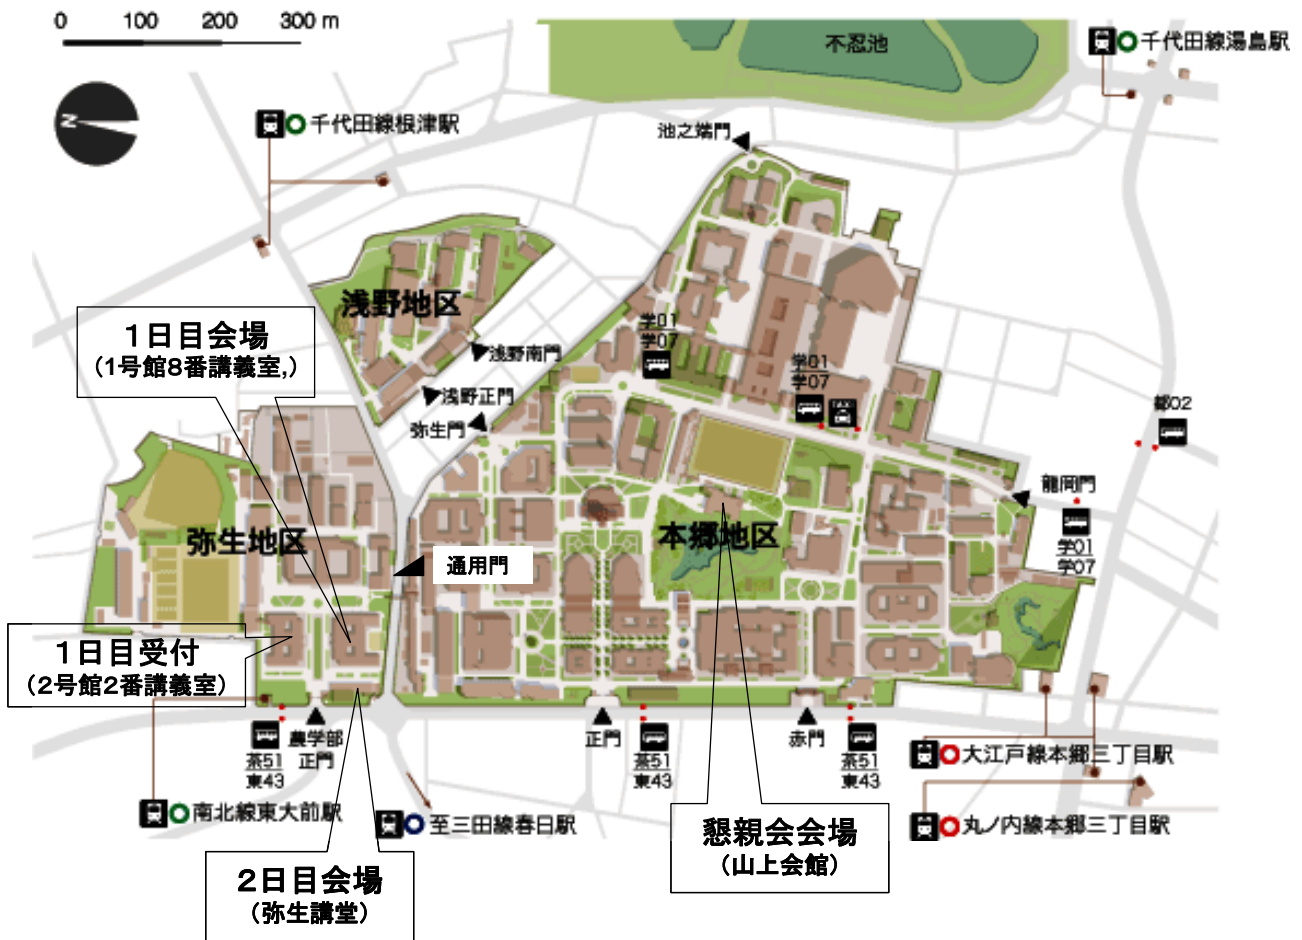 0 100 200 300 m
不忍池
千代田線湯島駅
N
千代田線根津駅
池之端門
浅野地区
1日目会場
(1号館8番講義室,)
学01
学07
浅野南門
学01
学07
TAXI
浅野正門
都02
弥生門
龍岡門
弥生地区
本郷地区
学01
学07
通用門
1日目受付
(2号館2番講義室)
農学部
正門
茶51
東43
正門
茶51
東43
赤門
茶51
東43
大江戸線本郷三丁目駅
南北線東大前駅
至三田線春日駅
丸ノ内線本郷三丁目駅
懇親会会場
(山上会館)
2日目会場
(弥生講堂)